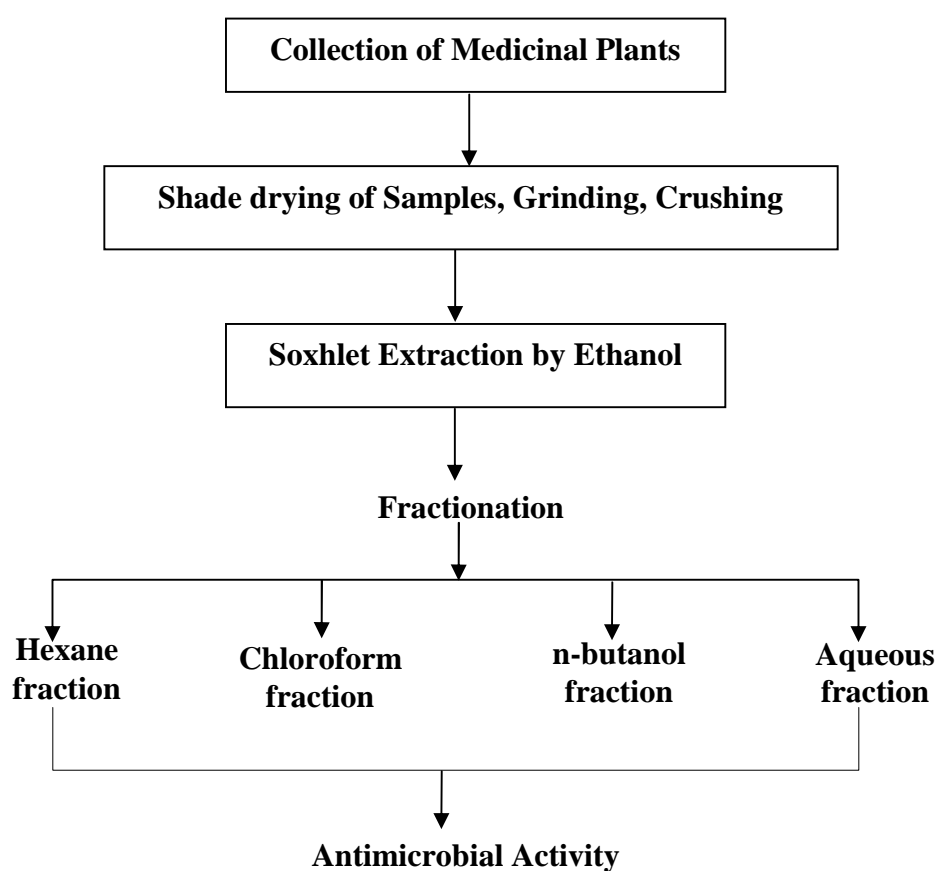 Collection of Medicinal Plants
Shade drying of Samples, Grinding, Crushing
Soxhlet Extraction by Ethanol
Fractionation
Hexane
fraction
Chloroform
fraction
n-butanol
fraction
Aqueous
fraction
Antimicrobial Activity